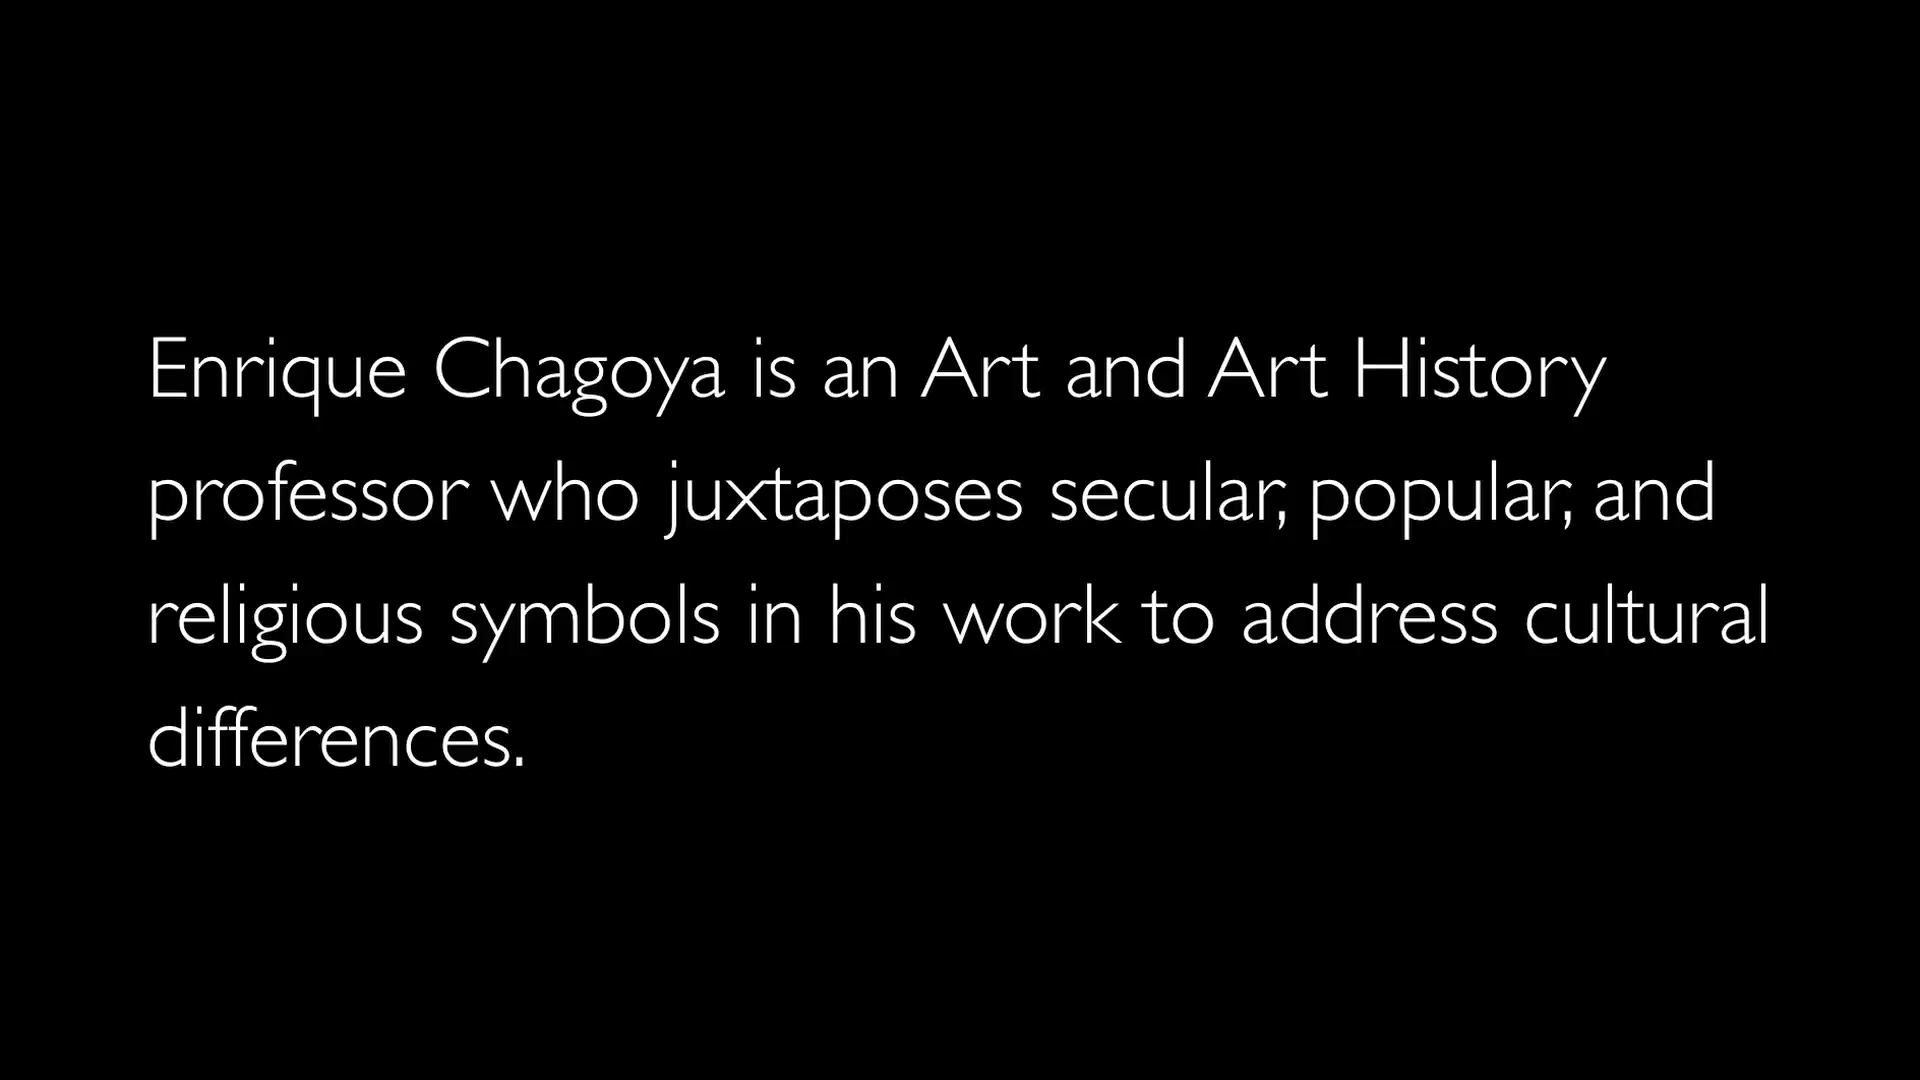 Enrique Chagoya is an Art and Art History
professor who juxtaposes secular, popular, and
religious symbols in his work to address cultural
differences.